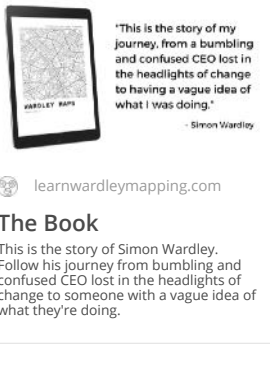 "This is the story of my
journey, from a bumbling
and confused CEO lost in
the headlights of change
to having a vague idea of
what I was doing."
- Simon Wardley
WARDLEY MAPS
learnwardleymapping.com
The Book
This is the story of Simon Wardley.
Follow his journey from bumbling and
confused CEO lost in the headlights of
change to someone with a vague idea of
what they're doing.